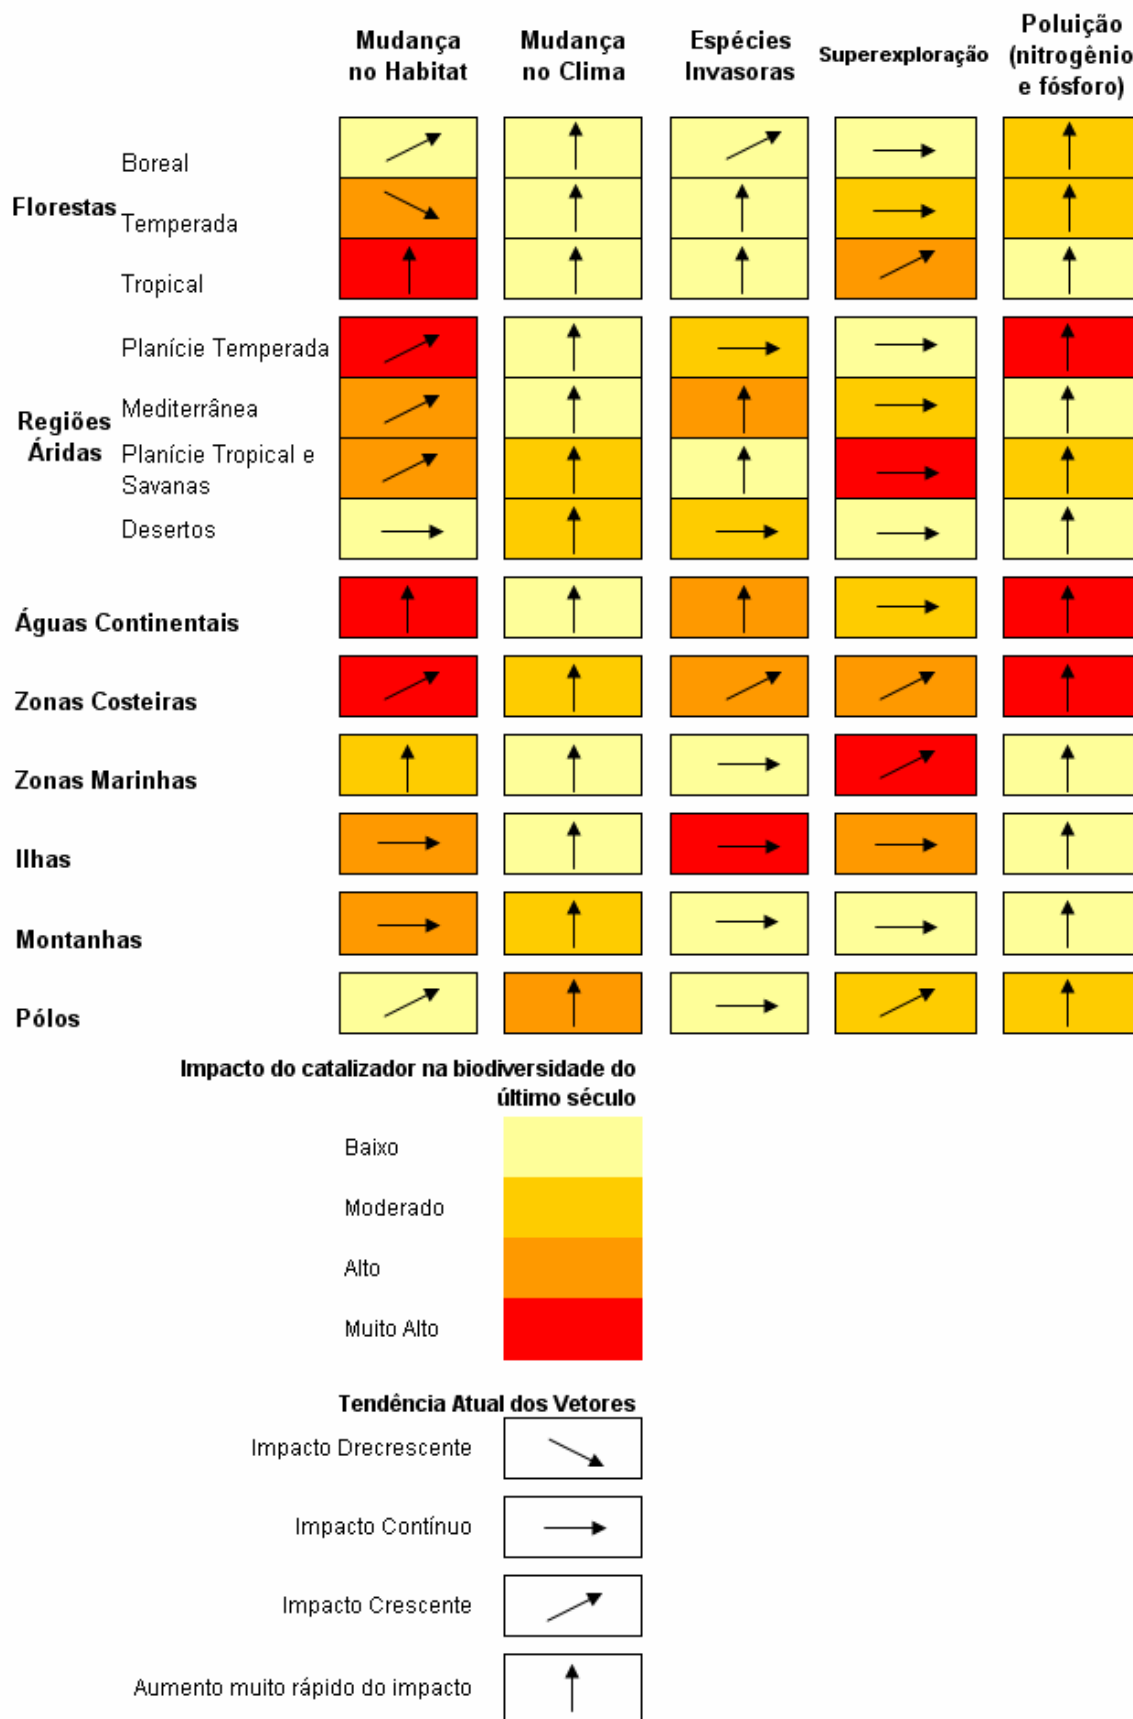 Mudança no Habitat
Mudança no Clima
Espécies Invasoras
Superexploração
Poluição (nitrogênio e fósforo)
Florestas
Boreal
Temperada
Tropical
Regiões Áridas
Planície Temperada
Mediterrânea
Planície Tropical e
Savanas
Desertos
Águas Continentais
Zonas Costeiras
Zonas Marinhas
Ilhas
Montanhas
Pólos
Impacto do catalizador na biodiversidade do
último século
Baixo
Moderado
Alto
Muito Alto
Tendência Atual dos Vetores
Impacto Drecrescente
Impacto Contínuo
Impacto Crescente
Aumento muito rápido do impacto